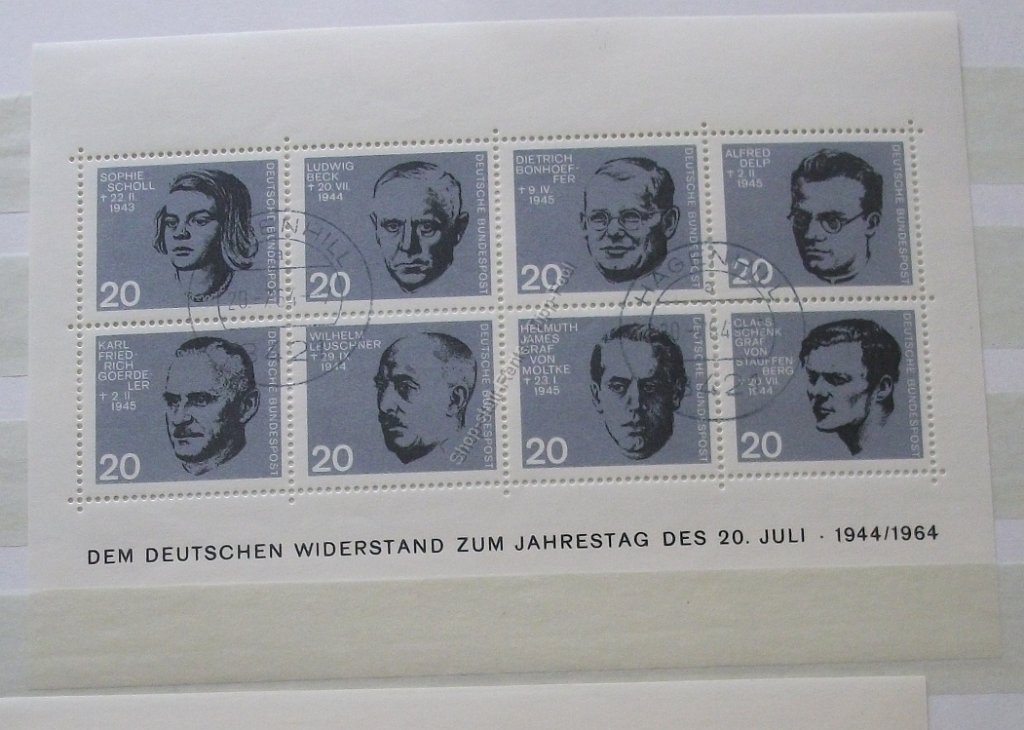 SOPHIE
SCHOLL
† 22 II.
1943
DEUTSCHE BUNDESPOST
20
LUDWIG
BECK
† 20 VII.
1944
DEUTSCHE BUNDESPOST
20
DIETRICH
BONHOEF-
FER
† 9 IV.
1945
DEUTSCHE BUNDESPOST
20
ALFRED
DELP
† 2 II
1945
DEUTSCHE BUNDESPOST
20
KARL
FRIED-
RICH
GOERDE-
LER
† 2 II
1945
DEUTSCHE BUNDESPOST
20
WILHELM
LEUSCHNER
† 29 IX.
1944
DEUTSCHE BUNDESPOST
20
HELMUTH
JAMES
GRAF
VON
MOLTKE
† 23 I
1945
DEUTSCHE BUNDESPOST
20
CLAUS
SCHENK
GRAF
VON
STAUFFEN
BERG
† 20 VII.
1944
DEUTSCHE BUNDESPOST
20
DEM DEUTSCHEN WIDERSTAND ZUM JAHRESTAG DES 20. JULI · 1944/1964